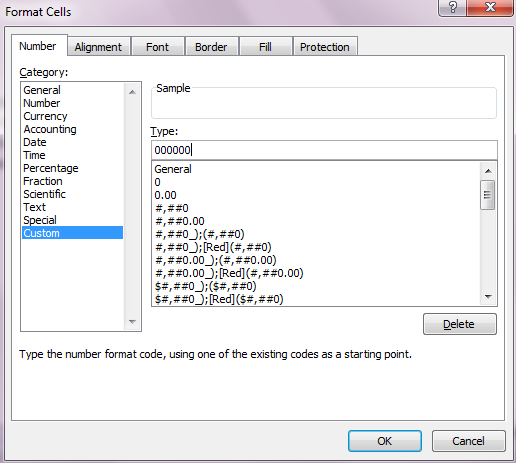 Format Cells
Number Alignment Font Border Fill Protection
Category:
General
Number
Currency
Accounting
Date
Time
Percentage
Fraction
Scientific
Text
Special
Custom
Sample
Type:
000000
General
0
0.00
#,##0
#,##0.00
#,##0_);(#,##0)
#,##0_);[Red](#,##0)
#,##0.00_);(#,##0.00)
#,##0.00_);[Red](#,##0.00)
$#,##0_);($#,##0)
$#,##0_);[Red]($#,##0)
Delete
Type the number format code, using one of the existing codes as a starting point.
OK Cancel